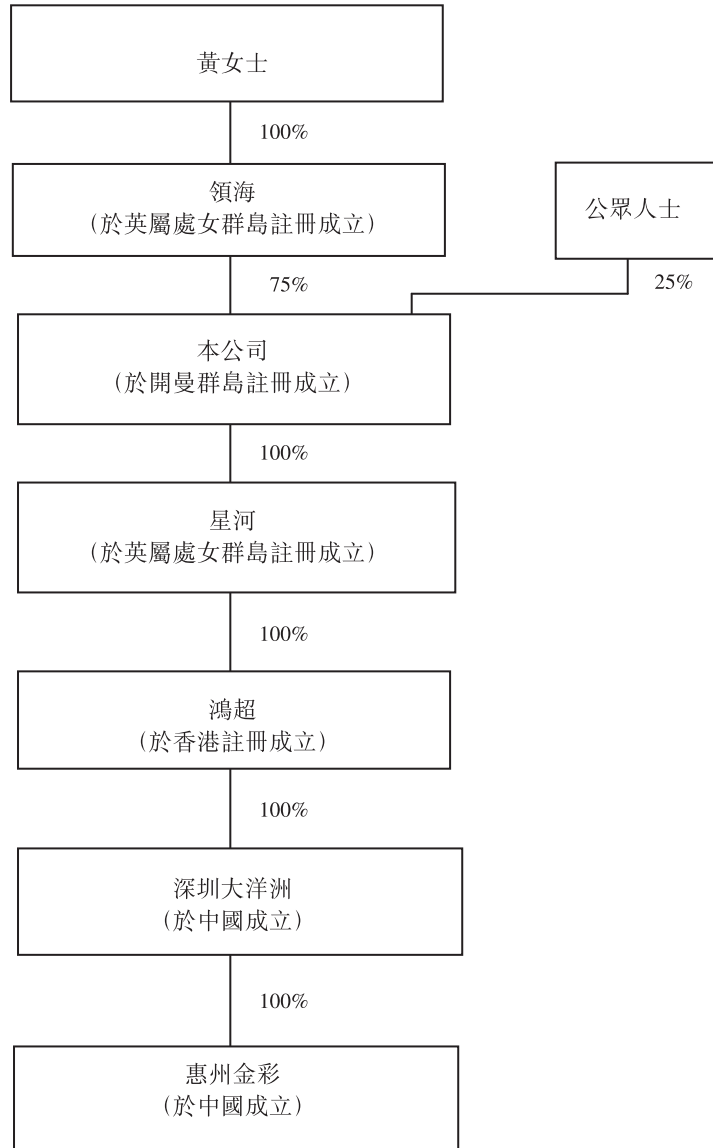 黃女士
100%
領海
（於英屬處女群島註冊成立）
公眾人士
75%
25%
本公司
（於開曼群島註冊成立）
100%
星河
（於英屬處女群島註冊成立）
100%
鴻超
（於香港註冊成立）
100%
深圳大洋洲
（於中國成立）
100%
惠州金彩
（於中國成立）